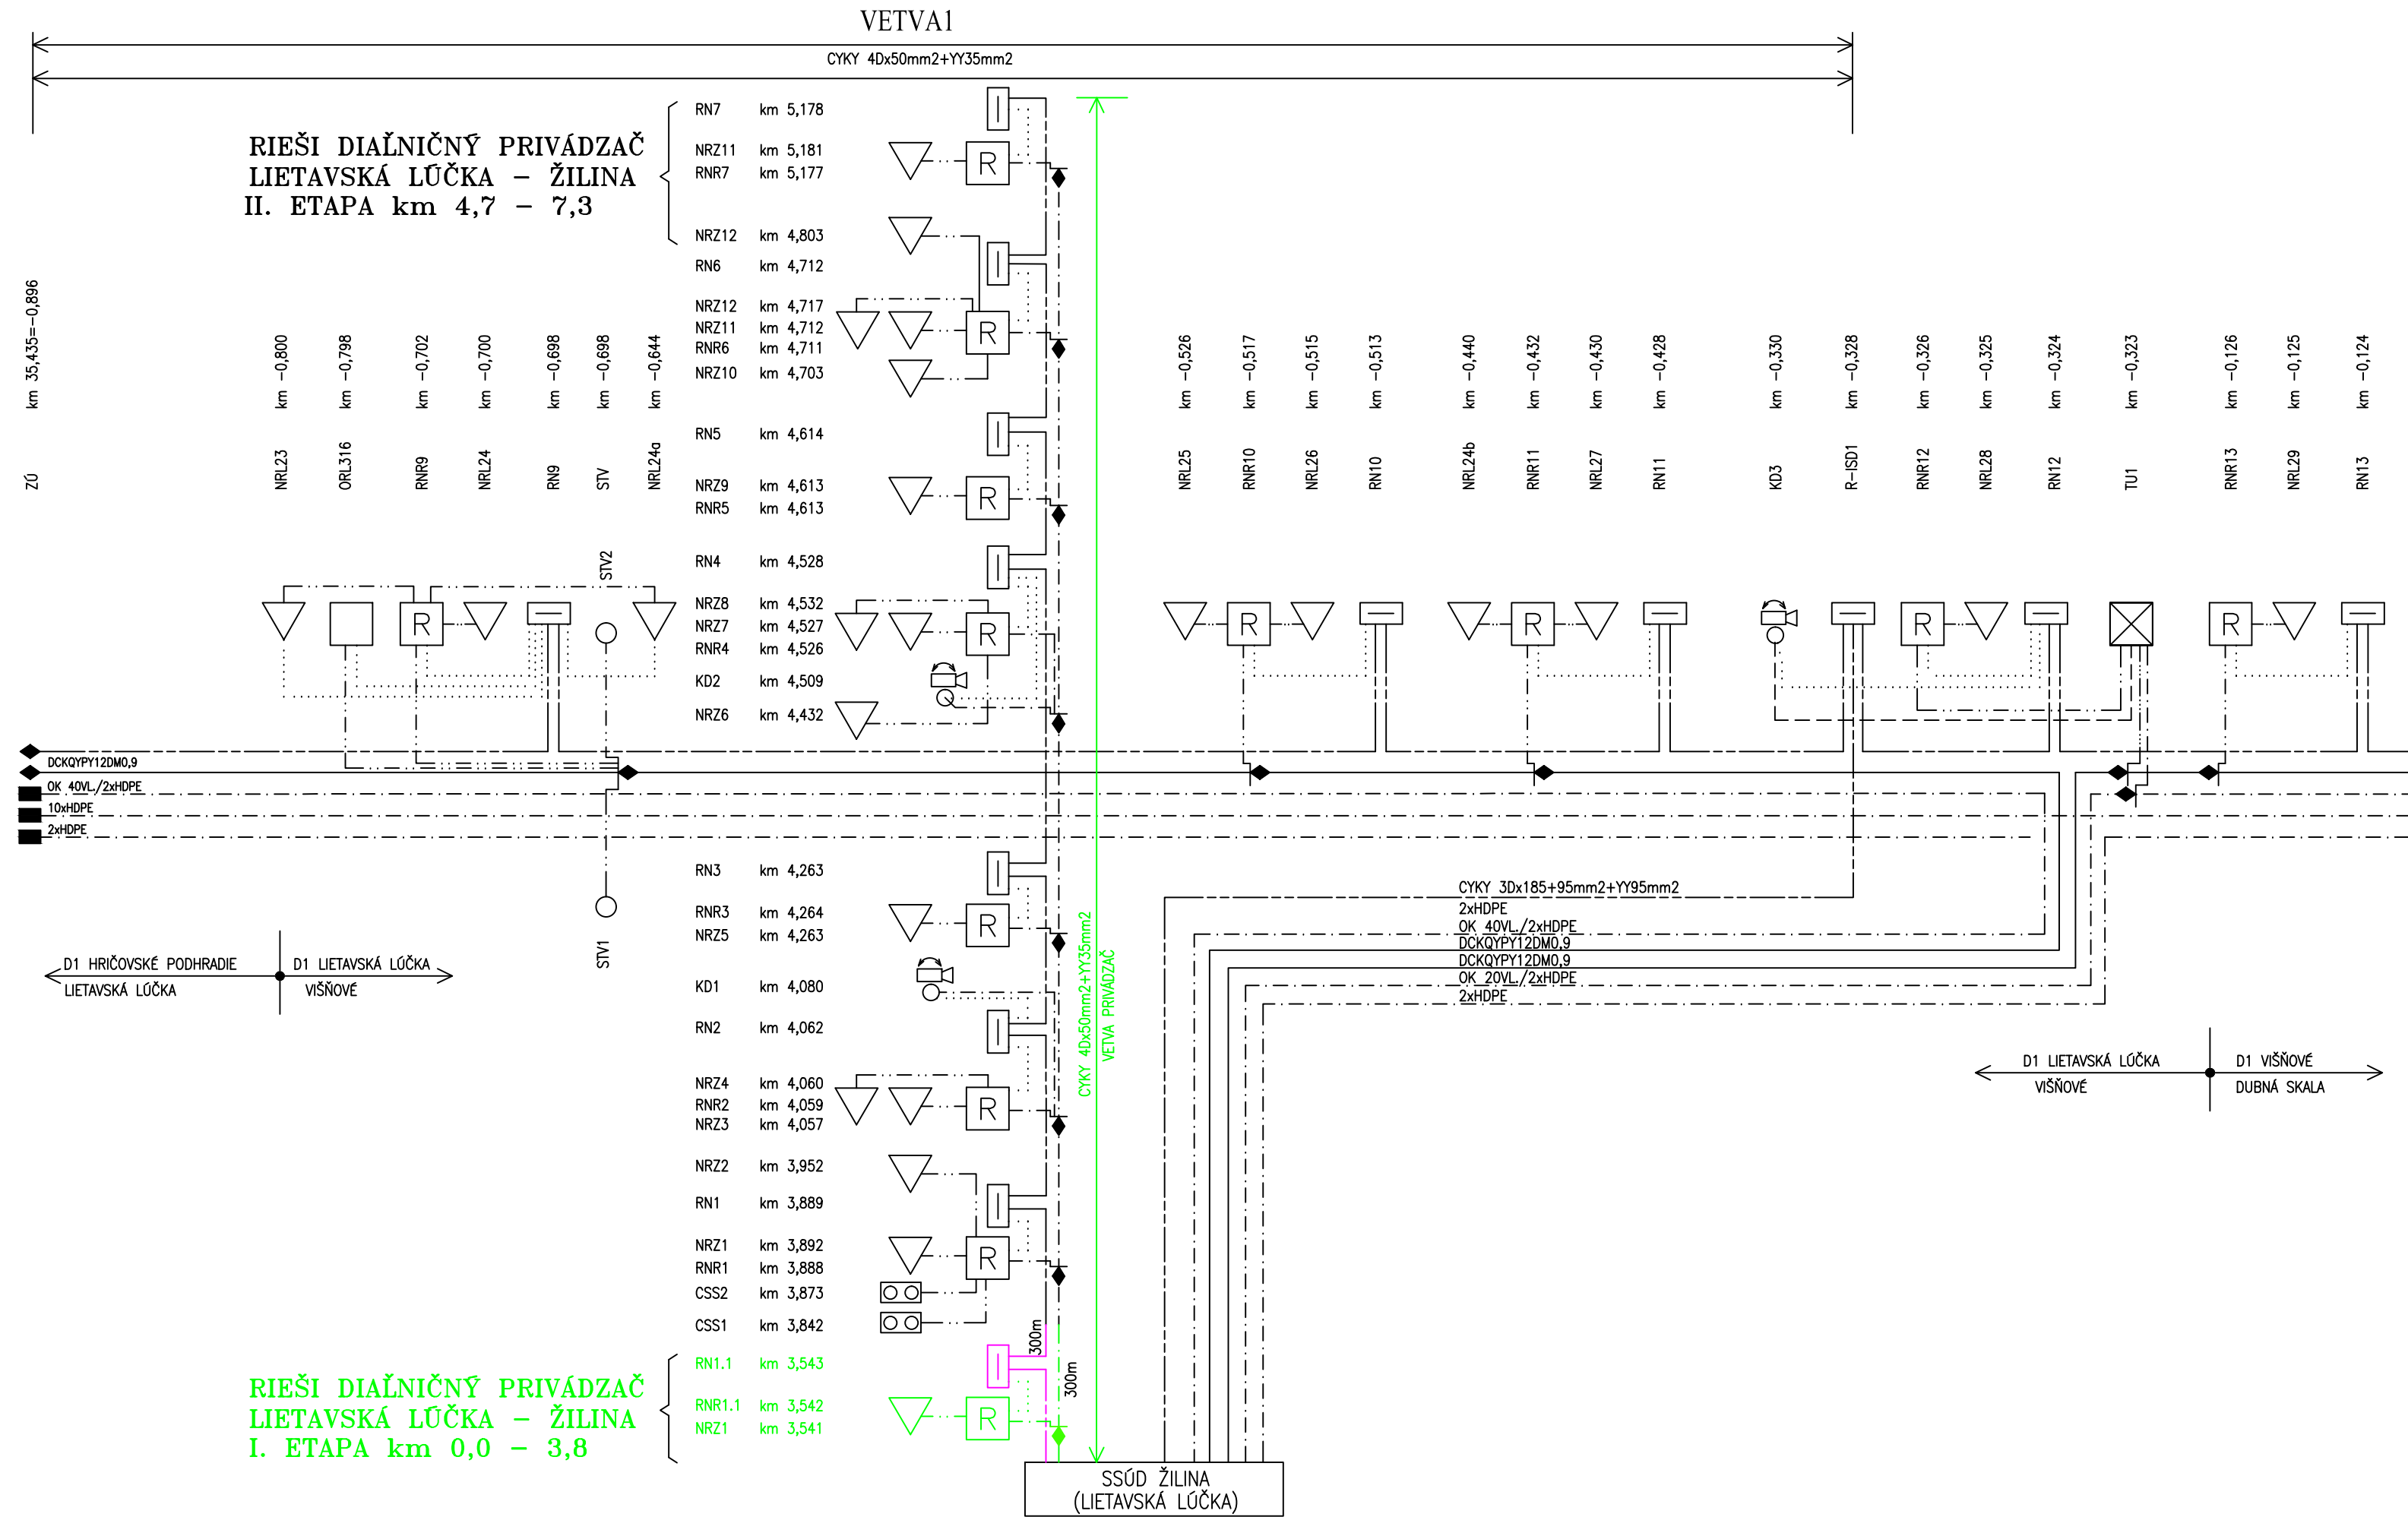 VETVA1
CYKY 4Dx50mm2+YY35mm2
RIEŠI DIAĽNIČNÝ PRIVÁDZAČ
LIETAVSKÁ LÚČKA - ŽILINA
II. ETAPA km 4,7 - 7,3
RN7 km 5,178
NRZ11 km 5,181
RNR7 km 5,177
NRZ12 km 4,803
RN6 km 4,712
NRZ12 km 4,717
NRZ11 km 4,712
RNR6 km 4,711
NRZ10 km 4,703
RN5 km 4,614
NRZ9 km 4,613
RNR5 km 4,613
RN4 km 4,528
NRZ8 km 4,532
NRZ7 km 4,527
RNR4 km 4,526
KD2 km 4,509
NRZ6 km 4,432
R
R
R
R
ZÚ km 35,435=-0,896
NRL23 km -0,800
ORL316 km -0,798
RNR9 km -0,702
NRL24 km -0,700
RN9 km -0,698
STV km -0,698
NRL24a km -0,644
NRL25 km -0,526
RNR10 km -0,517
NRL26 km -0,515
RN10 km -0,513
NRL24b km -0,440
RNR11 km -0,432
NRL27 km -0,430
RN11 km -0,428
KD3 km -0,330
R-ISD1 km -0,328
RNR12 km -0,326
NRL28 km -0,325
RN12 km -0,324
TU1 km -0,323
RNR13 km -0,126
NRL29 km -0,125
RN13 km -0,124
STV2
R
R
R
R
R
DCKQYPY12DM0,9
OK 40VL./2xHDPE
10xHDPE
2xHDPE
STV1
D1 HRIČOVSKÉ PODHRADIE
LIETAVSKÁ LÚČKA
D1 LIETAVSKÁ LÚČKA
VIŠŇOVÉ
RN3 km 4,263
RNR3 km 4,264
NRZ5 km 4,263
KD1 km 4,080
RN2 km 4,062
NRZ4 km 4,060
RNR2 km 4,059
NRZ3 km 4,057
NRZ2 km 3,952
RN1 km 3,889
NRZ1 km 3,892
RNR1 km 3,888
CSS2 km 3,873
CSS1 km 3,842
RN1.1 km 3,543
RNR1.1 km 3,542
NRZ1 km 3,541
R
R
R
R
300m
300m
CYKY 4Dx50mm2+YY35mm2
VETVA PRIVÁDZAČ
CYKY 3Dx185+95mm2+YY95mm2
2xHDPE
OK 40VL./2xHDPE
DCKQYPY12DM0,9
DCKQYPY12DM0,9
OK 20VL./2xHDPE
2xHDPE
D1 LIETAVSKÁ LÚČKA
VIŠŇOVÉ
D1 VIŠŇOVÉ
DUBNÁ SKALA
RIEŠI DIAĽNIČNÝ PRIVÁDZAČ
LIETAVSKÁ LÚČKA - ŽILINA
I. ETAPA km 0,0 - 3,8
SSÚD ŽILINA
(LIETAVSKÁ LÚČKA)